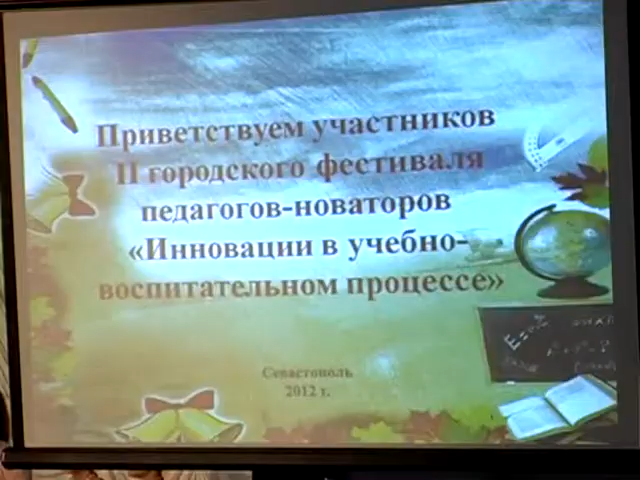 Приветствуем участников
II городского фестиваля
педагогов-новаторов
«Инновации в учебно-
воспитательном процессе»
Севастополь
2012 г.